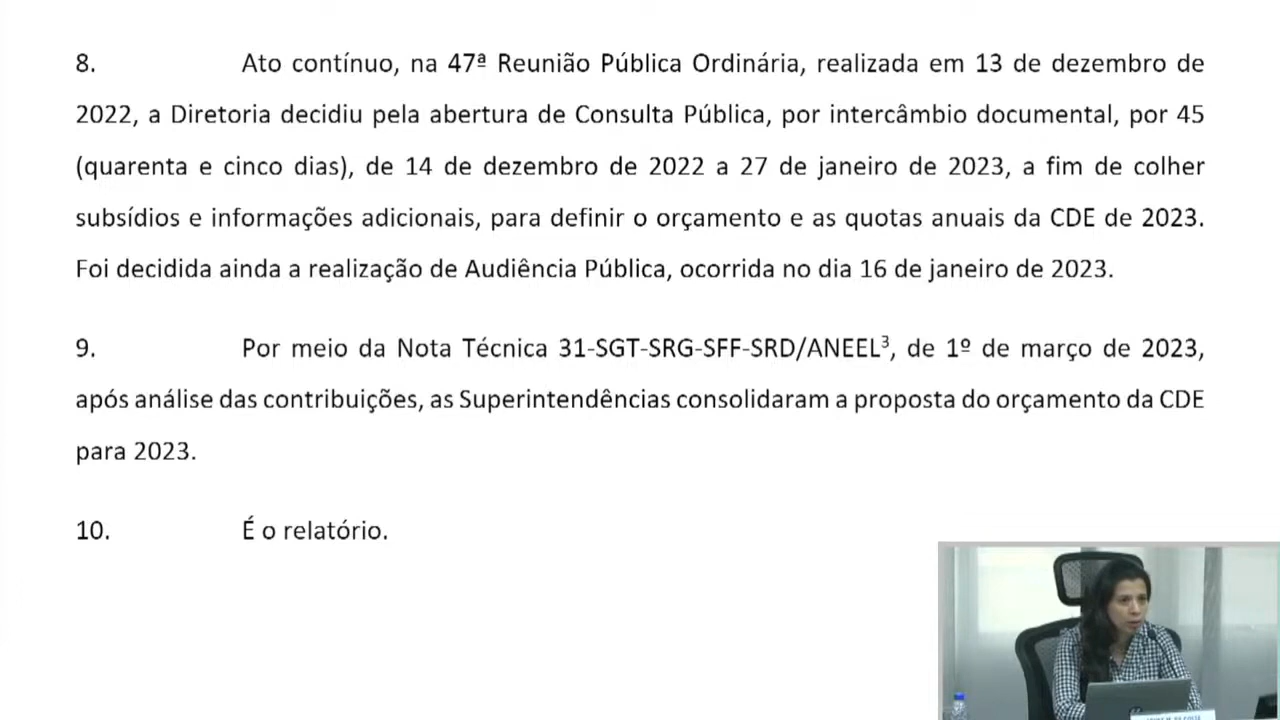 8. Ato contínuo, na 47ª Reunião Pública Ordinária, realizada em 13 de dezembro de
2022, a Diretoria decidiu pela abertura de Consulta Pública, por intercâmbio documental, por 45
(quarenta e cinco dias), de 14 de dezembro de 2022 a 27 de janeiro de 2023, a fim de colher
subsídios e informações adicionais, para definir o orçamento e as quotas anuais da CDE de 2023.
Foi decidida ainda a realização de Audiência Pública, ocorrida no dia 16 de janeiro de 2023.
9. Por meio da Nota Técnica 31-SGT-SRG-SFF-SRD/ANEEL³, de 1º de março de 2023,
após análise das contribuições, as Superintendências consolidaram a proposta do orçamento da CDE
para 2023.
10. É o relatório.